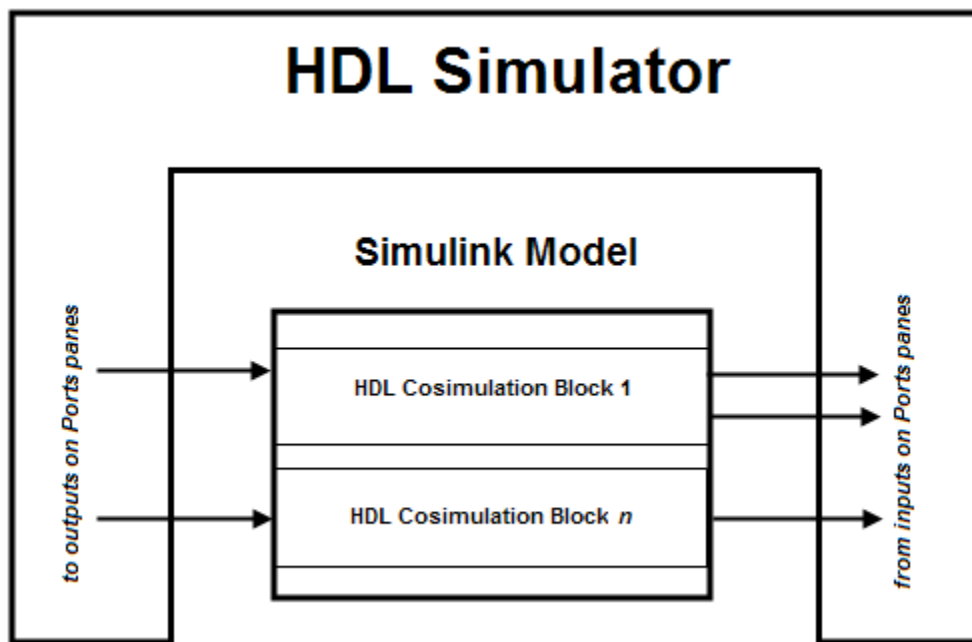 HDL Simulator
Simulink Model
to outputs on Ports panes
HDL Cosimulation Block 1
HDL Cosimulation Block n
from inputs on Ports panes